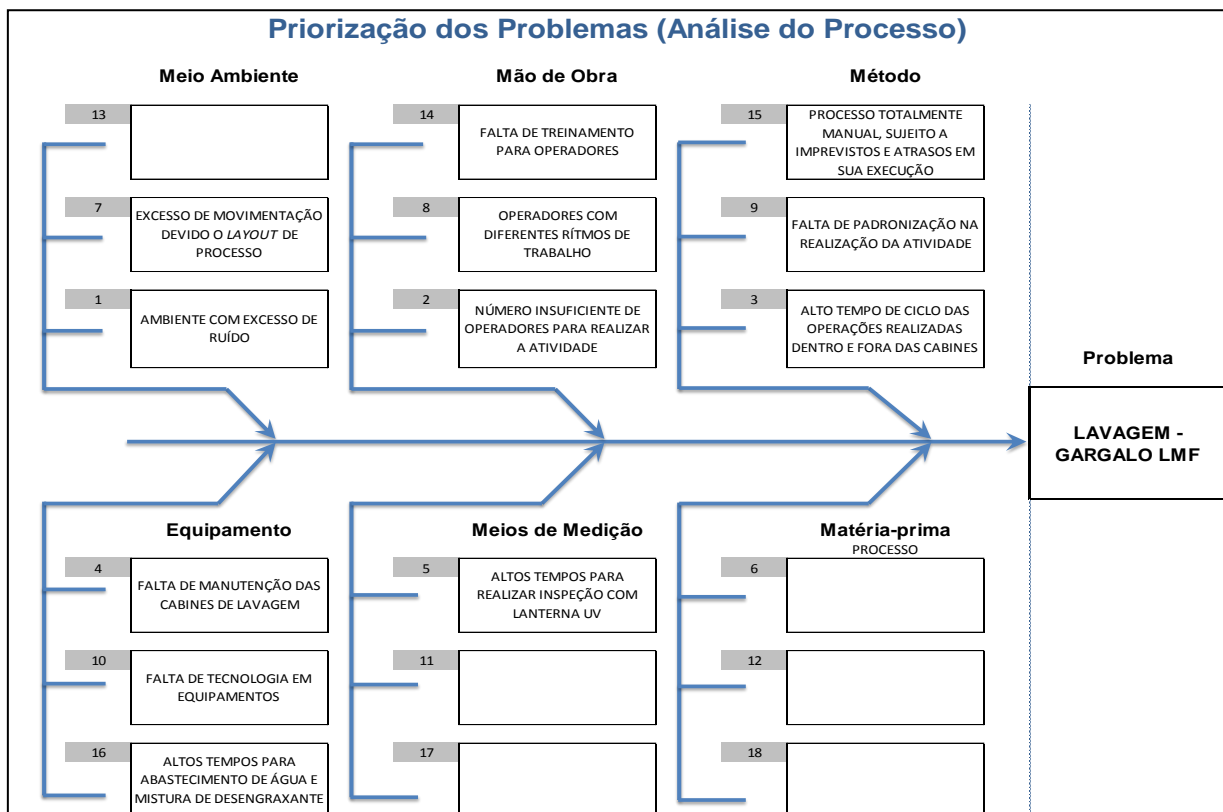 Priorização dos Problemas (Análise do Processo)
Meio Ambiente
Mão de Obra
Método
13
14
FALTA DE TREINAMENTO
PARA OPERADORES
15
PROCESSO TOTALMENTE
MANUAL, SUJEITO A
IMPREVISTOS E ATRASOS EM
SUA EXECUÇÃO
7
EXCESSO DE MOVIMENTAÇÃO
DEVIDO O LAYOUT DE
PROCESSO
8
OPERADORES COM
DIFERENTES RÍTMOS DE
TRABALHO
9
FALTA DE PADRONIZAÇÃO NA
REALIZAÇÃO DA ATIVIDADE
1
AMBIENTE COM EXCESSO DE
RUÍDO
2
NÚMERO INSUFICIENTE DE
OPERADORES PARA REALIZAR
A ATIVIDADE
3
ALTO TEMPO DE CICLO DAS
OPERAÇÕES REALIZADAS
DENTRO E FORA DAS CABINES
Problema
LAVAGEM -
GARGALO LMF
Equipamento
Meios de Medição
Matéria-prima
PROCESSO
4
FALTA DE MANUTENÇÃO DAS
CABINES DE LAVAGEM
5
ALTOS TEMPOS PARA
REALIZAR INSPEÇÃO COM
LANTERNA UV
6
10
FALTA DE TECNOLOGIA EM
EQUIPAMENTOS
11
12
16
ALTOS TEMPOS PARA
ABASTECIMENTO DE ÁGUA E
MISTURA DE DESENGRAXANTE
17
18